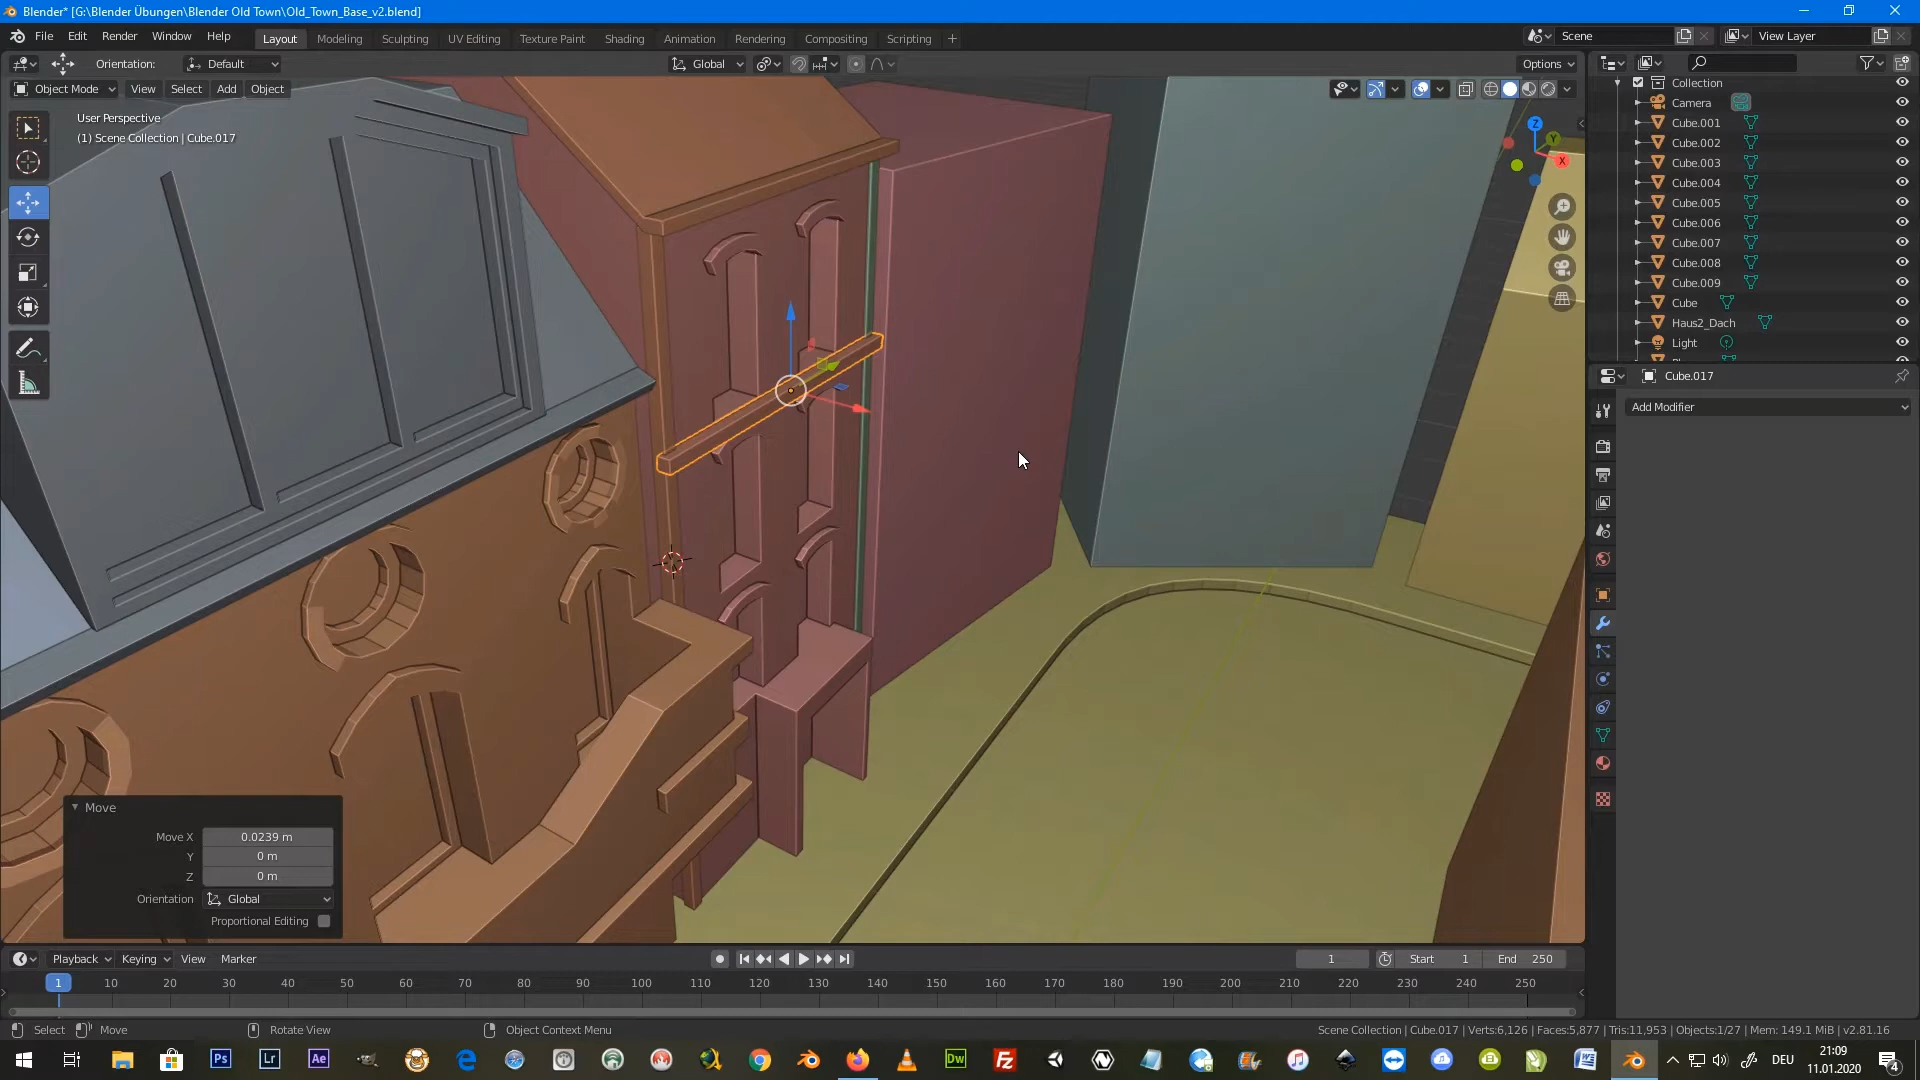 Blender* [G:\Blender Übungen\Blender Old Town\Old_Town_Base_v2.blend]
File Edit Render Window Help
Layout Modeling Sculpting UV Editing Texture Paint Shading Animation Rendering Compositing Scripting +
Scene
View Layer
Orientation: Default
Global
Options
Object Mode View Select Add Object
User Perspective
(1) Scene Collection | Cube.017
Z
Y
X
Collection
Camera
Cube.001
Cube.002
Cube.003
Cube.004
Cube.005
Cube.006
Cube.007
Cube.008
Cube.009
Cube
Haus2_Dach
Light
Cube.017
Add Modifier
Move
Move X 0.0239 m
Y 0 m
Z 0 m
Orientation Global
Proportional Editing
Playback Keying View Marker
1
Start 1
End 250
1 10 20 30 40 50 60 70 80 90 100 110 120 130 140 150 160 170 180 190 200 210 220 230 240 250
Select Move Rotate View Object Context Menu
Scene Collection | Cube.017 | Verts:6,126 | Faces:5,877 | Tris:11,953 | Objects:1/27 | Mem: 149.1 MiB | v2.81.16
Ps Lr Ae Dw Fz
DEU
21:09
11.01.2020
4